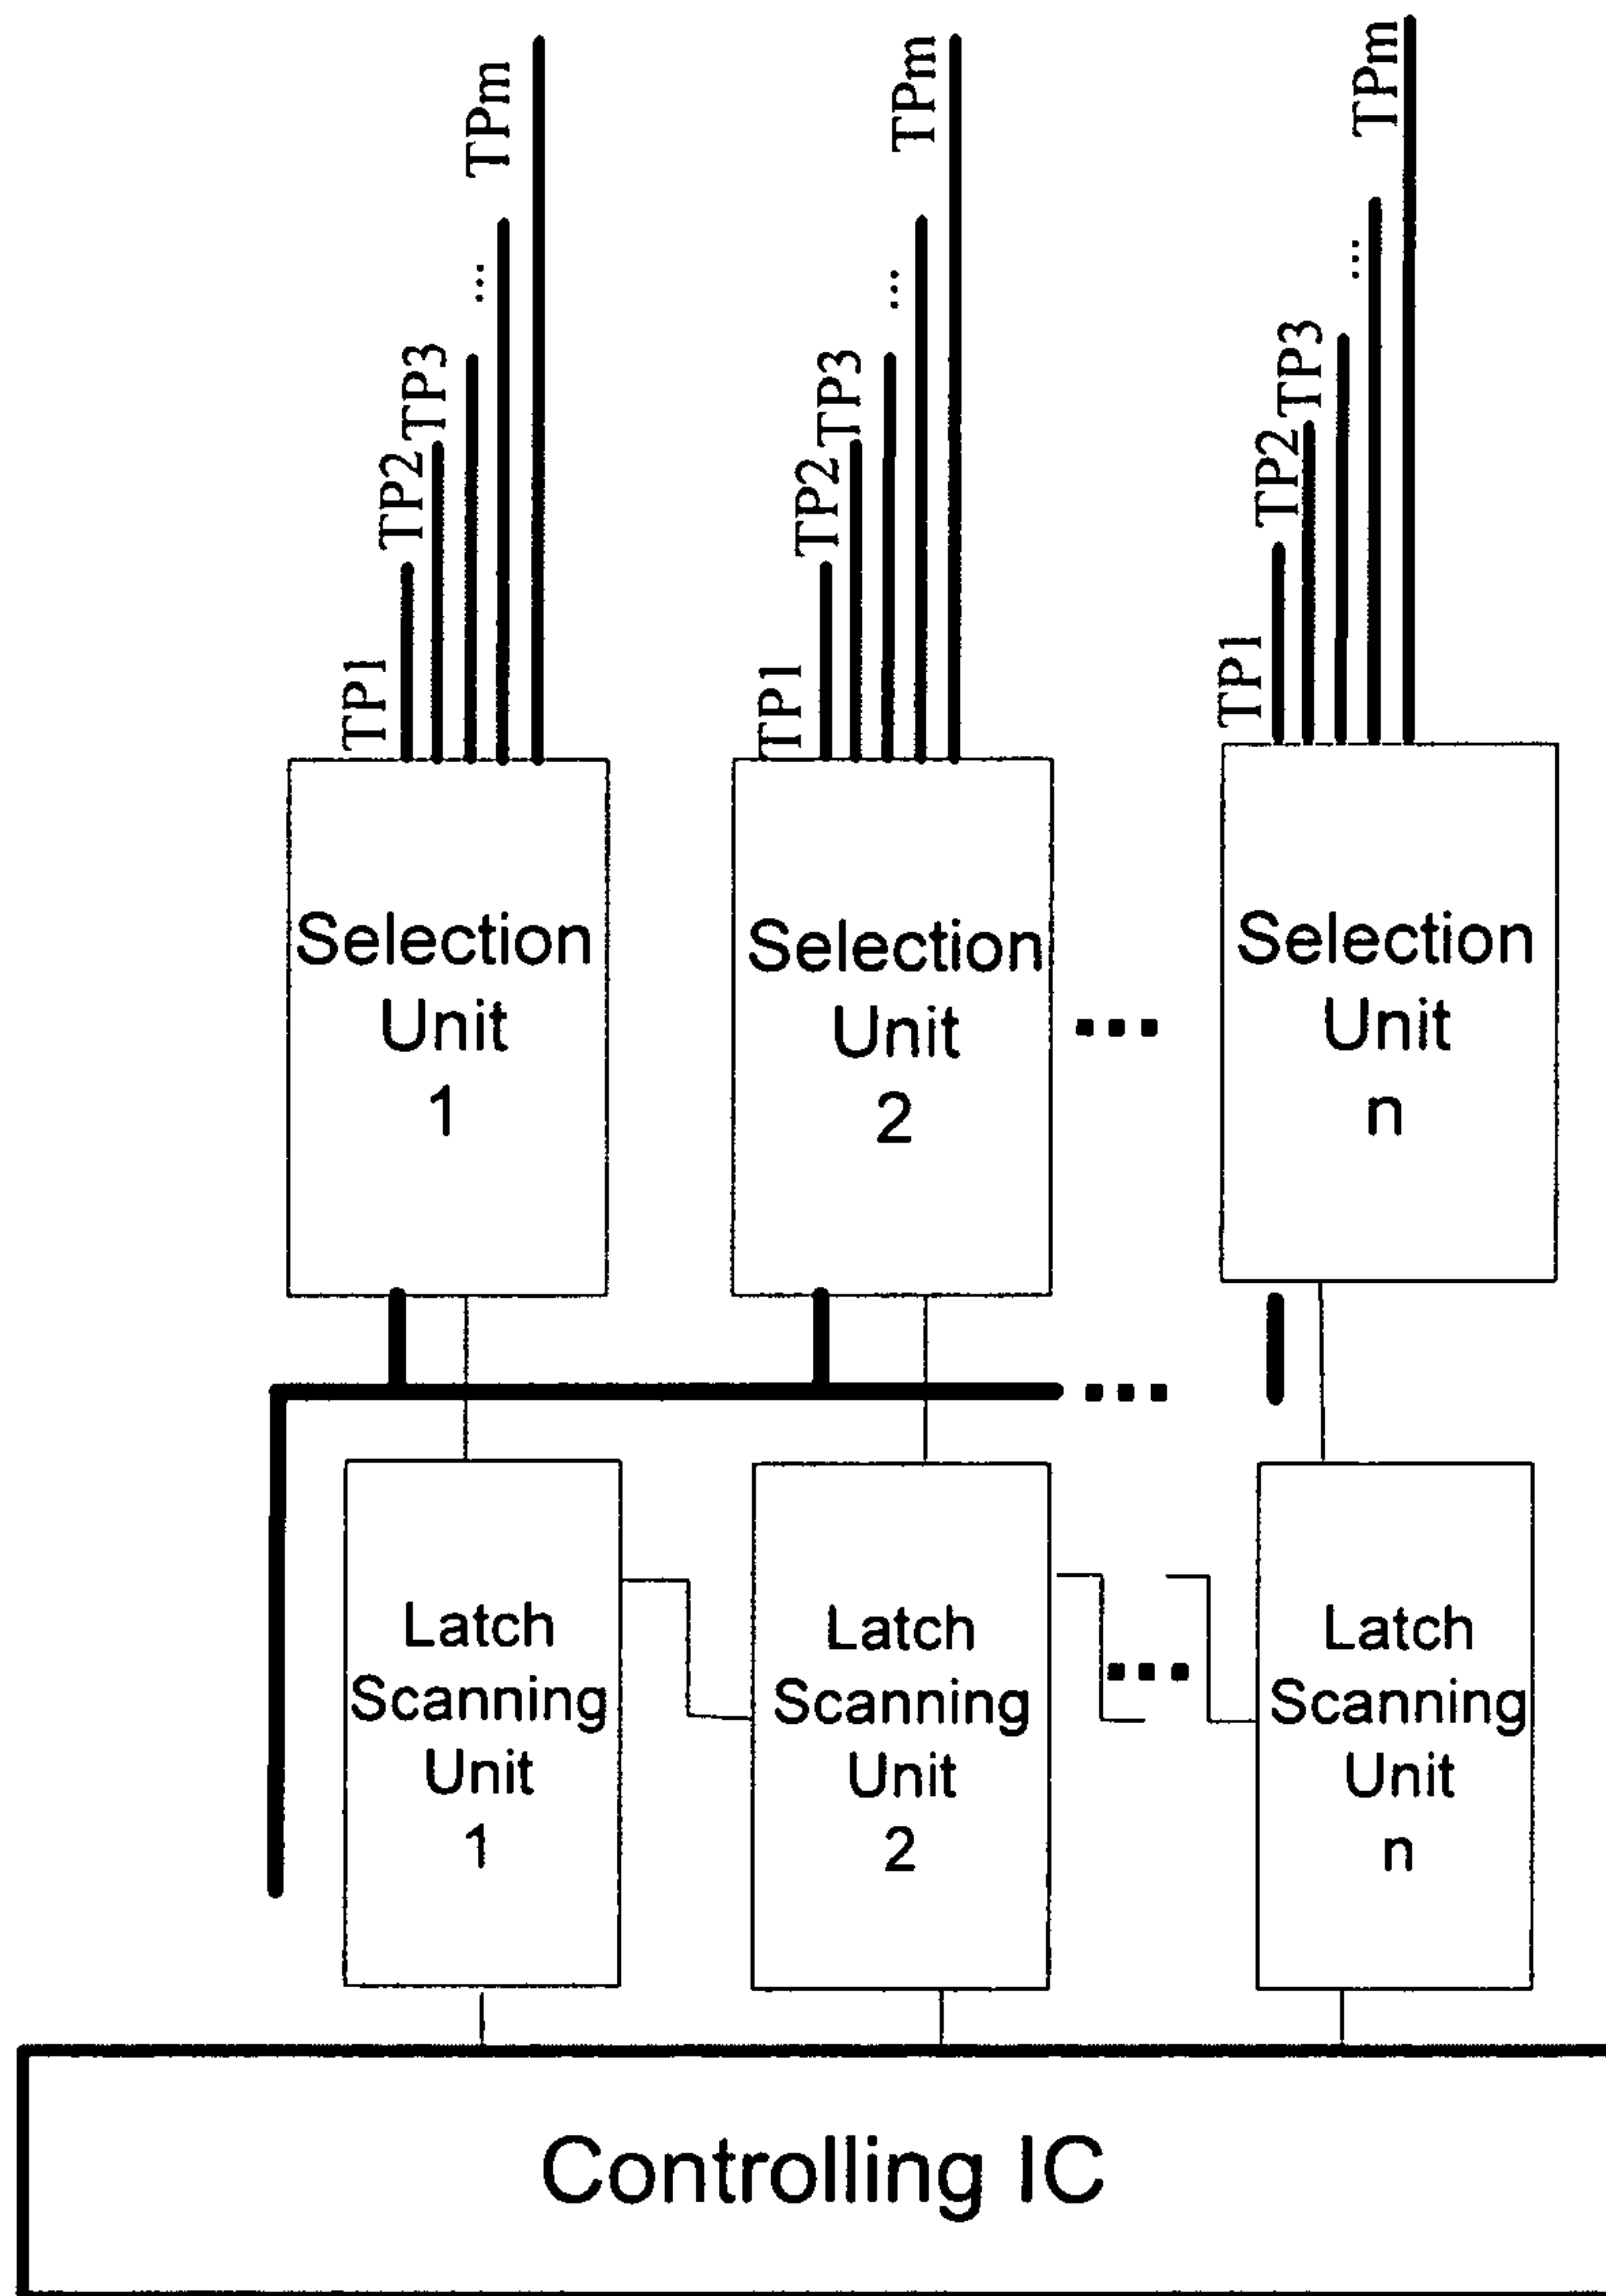 TPm
TPm
TPm
...
...
...
TP3
TP3
TP3
TP2
TP2
TP2
TP1
TP1
TP1
Selection
Unit
1
Selection
Unit
2
...
Selection
Unit
n
...
Latch
Scanning
Unit
1
Latch
Scanning
Unit
2
...
Latch
Scanning
Unit
n
Controlling IC